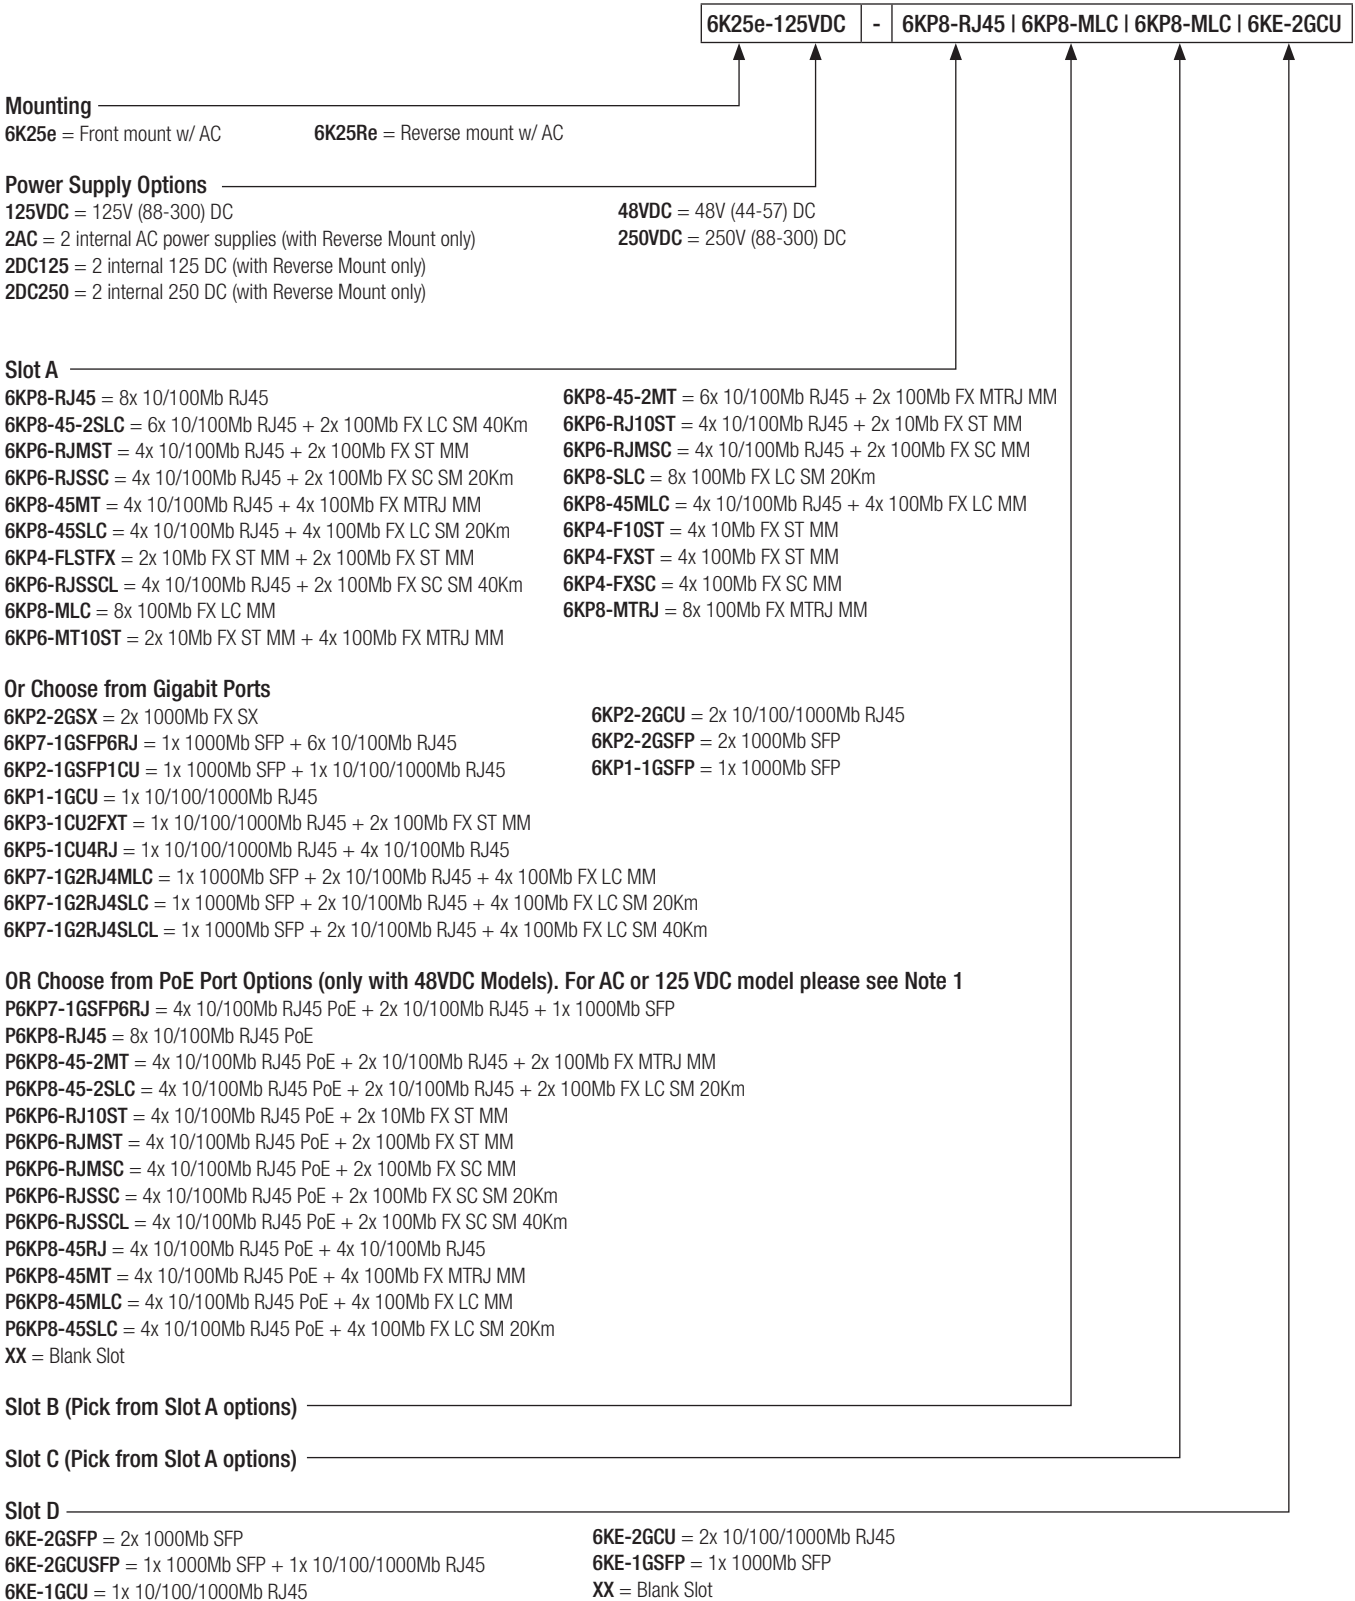 6K25e-125VDC - 6KP8-RJ45 | 6KP8-MLC | 6KP8-MLC | 6KE-2GCU
Mounting
6K25e = Front mount w/ AC
6K25Re = Reverse mount w/ AC
Power Supply Options
125VDC = 125V (88-300) DC
48VDC = 48V (44-57) DC
2AC = 2 internal AC power supplies (with Reverse Mount only)
250VDC = 250V (88-300) DC
2DC125 = 2 internal 125 DC (with Reverse Mount only)
2DC250 = 2 internal 250 DC (with Reverse Mount only)
Slot A
6KP8-RJ45 = 8x 10/100Mb RJ45
6KP8-45-2MT = 6x 10/100Mb RJ45 + 2x 100Mb FX MTRJ MM
6KP8-45-2SLC = 6x 10/100Mb RJ45 + 2x 100Mb FX LC SM 40Km
6KP6-RJ10ST = 4x 10/100Mb RJ45 + 2x 10Mb FX ST MM
6KP6-RJMST = 4x 10/100Mb RJ45 + 2x 100Mb FX ST MM
6KP6-RJMSC = 4x 10/100Mb RJ45 + 2x 100Mb FX SC MM
6KP6-RJSSC = 4x 10/100Mb RJ45 + 2x 100Mb FX SC SM 20Km
6KP8-SLC = 8x 100Mb FX LC SM 20Km
6KP8-45MT = 4x 10/100Mb RJ45 + 4x 100Mb FX MTRJ MM
6KP8-45MLC = 4x 10/100Mb RJ45 + 4x 100Mb FX LC MM
6KP8-45SLC = 4x 10/100Mb RJ45 + 4x 100Mb FX LC SM 20Km
6KP4-F10ST = 4x 10Mb FX ST MM
6KP4-FLSTFX = 2x 10Mb FX ST MM + 2x 100Mb FX ST MM
6KP4-FXST = 4x 100Mb FX ST MM
6KP6-RJSSCL = 4x 10/100Mb RJ45 + 2x 100Mb FX SC SM 40Km
6KP4-FXSC = 4x 100Mb FX SC MM
6KP8-MLC = 8x 100Mb FX LC MM
6KP8-MTRJ = 8x 100Mb FX MTRJ MM
6KP6-MT10ST = 2x 10Mb FX ST MM + 4x 100Mb FX MTRJ MM
Or Choose from Gigabit Ports
6KP2-2GSX = 2x 1000Mb FX SX
6KP2-2GCU = 2x 10/100/1000Mb RJ45
6KP7-1GSFP6RJ = 1x 1000Mb SFP + 6x 10/100Mb RJ45
6KP2-2GSFP = 2x 1000Mb SFP
6KP2-1GSFP1CU = 1x 1000Mb SFP + 1x 10/100/1000Mb RJ45
6KP1-1GSFP = 1x 1000Mb SFP
6KP1-1GCU = 1x 10/100/1000Mb RJ45
6KP3-1CU2FXT = 1x 10/100/1000Mb RJ45 + 2x 100Mb FX ST MM
6KP5-1CU4RJ = 1x 10/100/1000Mb RJ45 + 4x 10/100Mb RJ45
6KP7-1G2RJ4MLC = 1x 1000Mb SFP + 2x 10/100Mb RJ45 + 4x 100Mb FX LC MM
6KP7-1G2RJ4SLC = 1x 1000Mb SFP + 2x 10/100Mb RJ45 + 4x 100Mb FX LC SM 20Km
6KP7-1G2RJ4SLCL = 1x 1000Mb SFP + 2x 10/100Mb RJ45 + 4x 100Mb FX LC SM 40Km
OR Choose from PoE Port Options (only with 48VDC Models). For AC or 125 VDC model please see Note 1
P6KP7-1GSFP6RJ = 4x 10/100Mb RJ45 PoE + 2x 10/100Mb RJ45 + 1x 1000Mb SFP
P6KP8-RJ45 = 8x 10/100Mb RJ45 PoE
P6KP8-45-2MT = 4x 10/100Mb RJ45 PoE + 2x 10/100Mb RJ45 + 2x 100Mb FX MTRJ MM
P6KP8-45-2SLC = 4x 10/100Mb RJ45 PoE + 2x 10/100Mb RJ45 + 2x 100Mb FX LC SM 20Km
P6KP6-RJ10ST = 4x 10/100Mb RJ45 PoE + 2x 10Mb FX ST MM
P6KP6-RJMST = 4x 10/100Mb RJ45 PoE + 2x 100Mb FX ST MM
P6KP6-RJMSC = 4x 10/100Mb RJ45 PoE + 2x 100Mb FX SC MM
P6KP6-RJSSC = 4x 10/100Mb RJ45 PoE + 2x 100Mb FX SC SM 20Km
P6KP6-RJSSCL = 4x 10/100Mb RJ45 PoE + 2x 100Mb FX SC SM 40Km
P6KP8-45RJ = 4x 10/100Mb RJ45 PoE + 4x 10/100Mb RJ45
P6KP8-45MT = 4x 10/100Mb RJ45 PoE + 4x 100Mb FX MTRJ MM
P6KP8-45MLC = 4x 10/100Mb RJ45 PoE + 4x 100Mb FX LC MM
P6KP8-45SLC = 4x 10/100Mb RJ45 PoE + 4x 100Mb FX LC SM 20Km
XX = Blank Slot
Slot B (Pick from Slot A options)
Slot C (Pick from Slot A options)
Slot D
6KE-2GSFP = 2x 1000Mb SFP
6KE-2GCU = 2x 10/100/1000Mb RJ45
6KE-2GCUSFP = 1x 1000Mb SFP + 1x 10/100/1000Mb RJ45
6KE-1GSFP = 1x 1000Mb SFP
6KE-1GCU = 1x 10/100/1000Mb RJ45
XX = Blank Slot